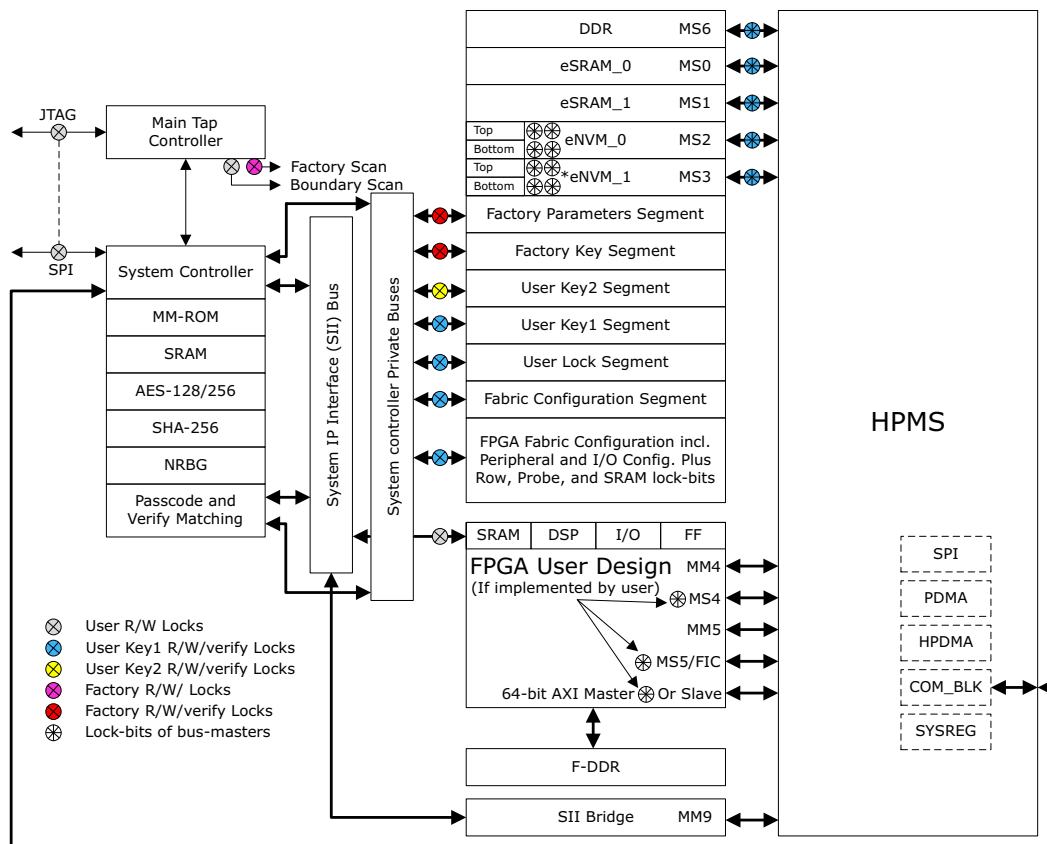 DDR MS6
eSRAM_0 MS0
eSRAM_1 MS1
Top
Bottom
eNVM_0 MS2
Top
Bottom
*eNVM_1 MS3
JTAG
Main Tap
Controller
Factory Scan
Boundary Scan
SPI
System Controller
MM-ROM
SRAM
AES-128/256
SHA-256
NRBG
Passcode and
Verify Matching
System IP Interface (SII) Bus
System controller Private Buses
Factory Parameters Segment
Factory Key Segment
User Key2 Segment
User Key1 Segment
User Lock Segment
Fabric Configuration Segment
FPGA Fabric Configuration incl.
Peripheral and I/O Config. Plus
Row, Probe, and SRAM lock-bits
SRAM DSP I/O FF
FPGA User Design
(If implemented by user)
MM4
MS4
MM5
MS5/FIC
64-bit AXI Master Or Slave
F-DDR
SII Bridge MM9
HPMS
SPI
PDMA
HPDMA
COM_BLK
SYSREG
User R/W Locks
User Key1 R/W/verify Locks
User Key2 R/W/verify Locks
Factory R/W/ Locks
Factory R/W/verify Locks
Lock-bits of bus-masters